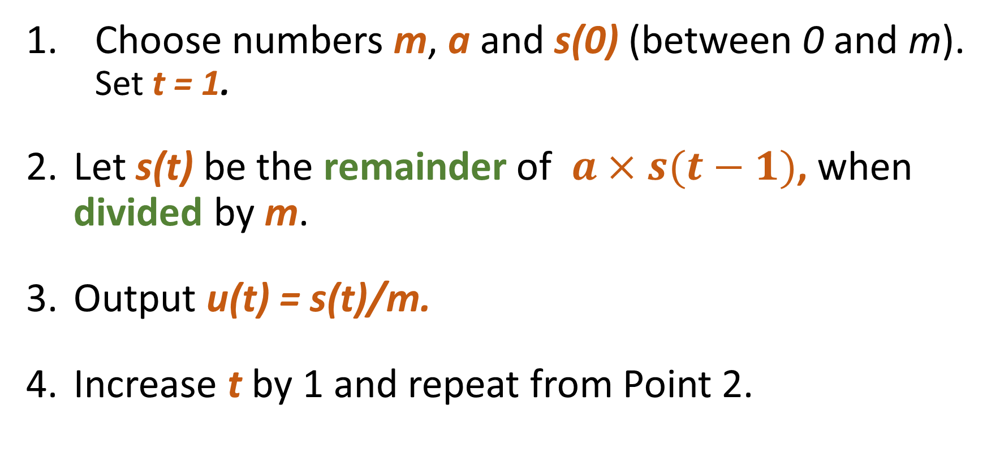 1. Choose numbers m, a and s(0) (between 0 and m).
Set t = 1.
2. Let s(t) be the remainder of a × s(t − 1), when
divided by m.
3. Output u(t) = s(t)/m.
4. Increase t by 1 and repeat from Point 2.